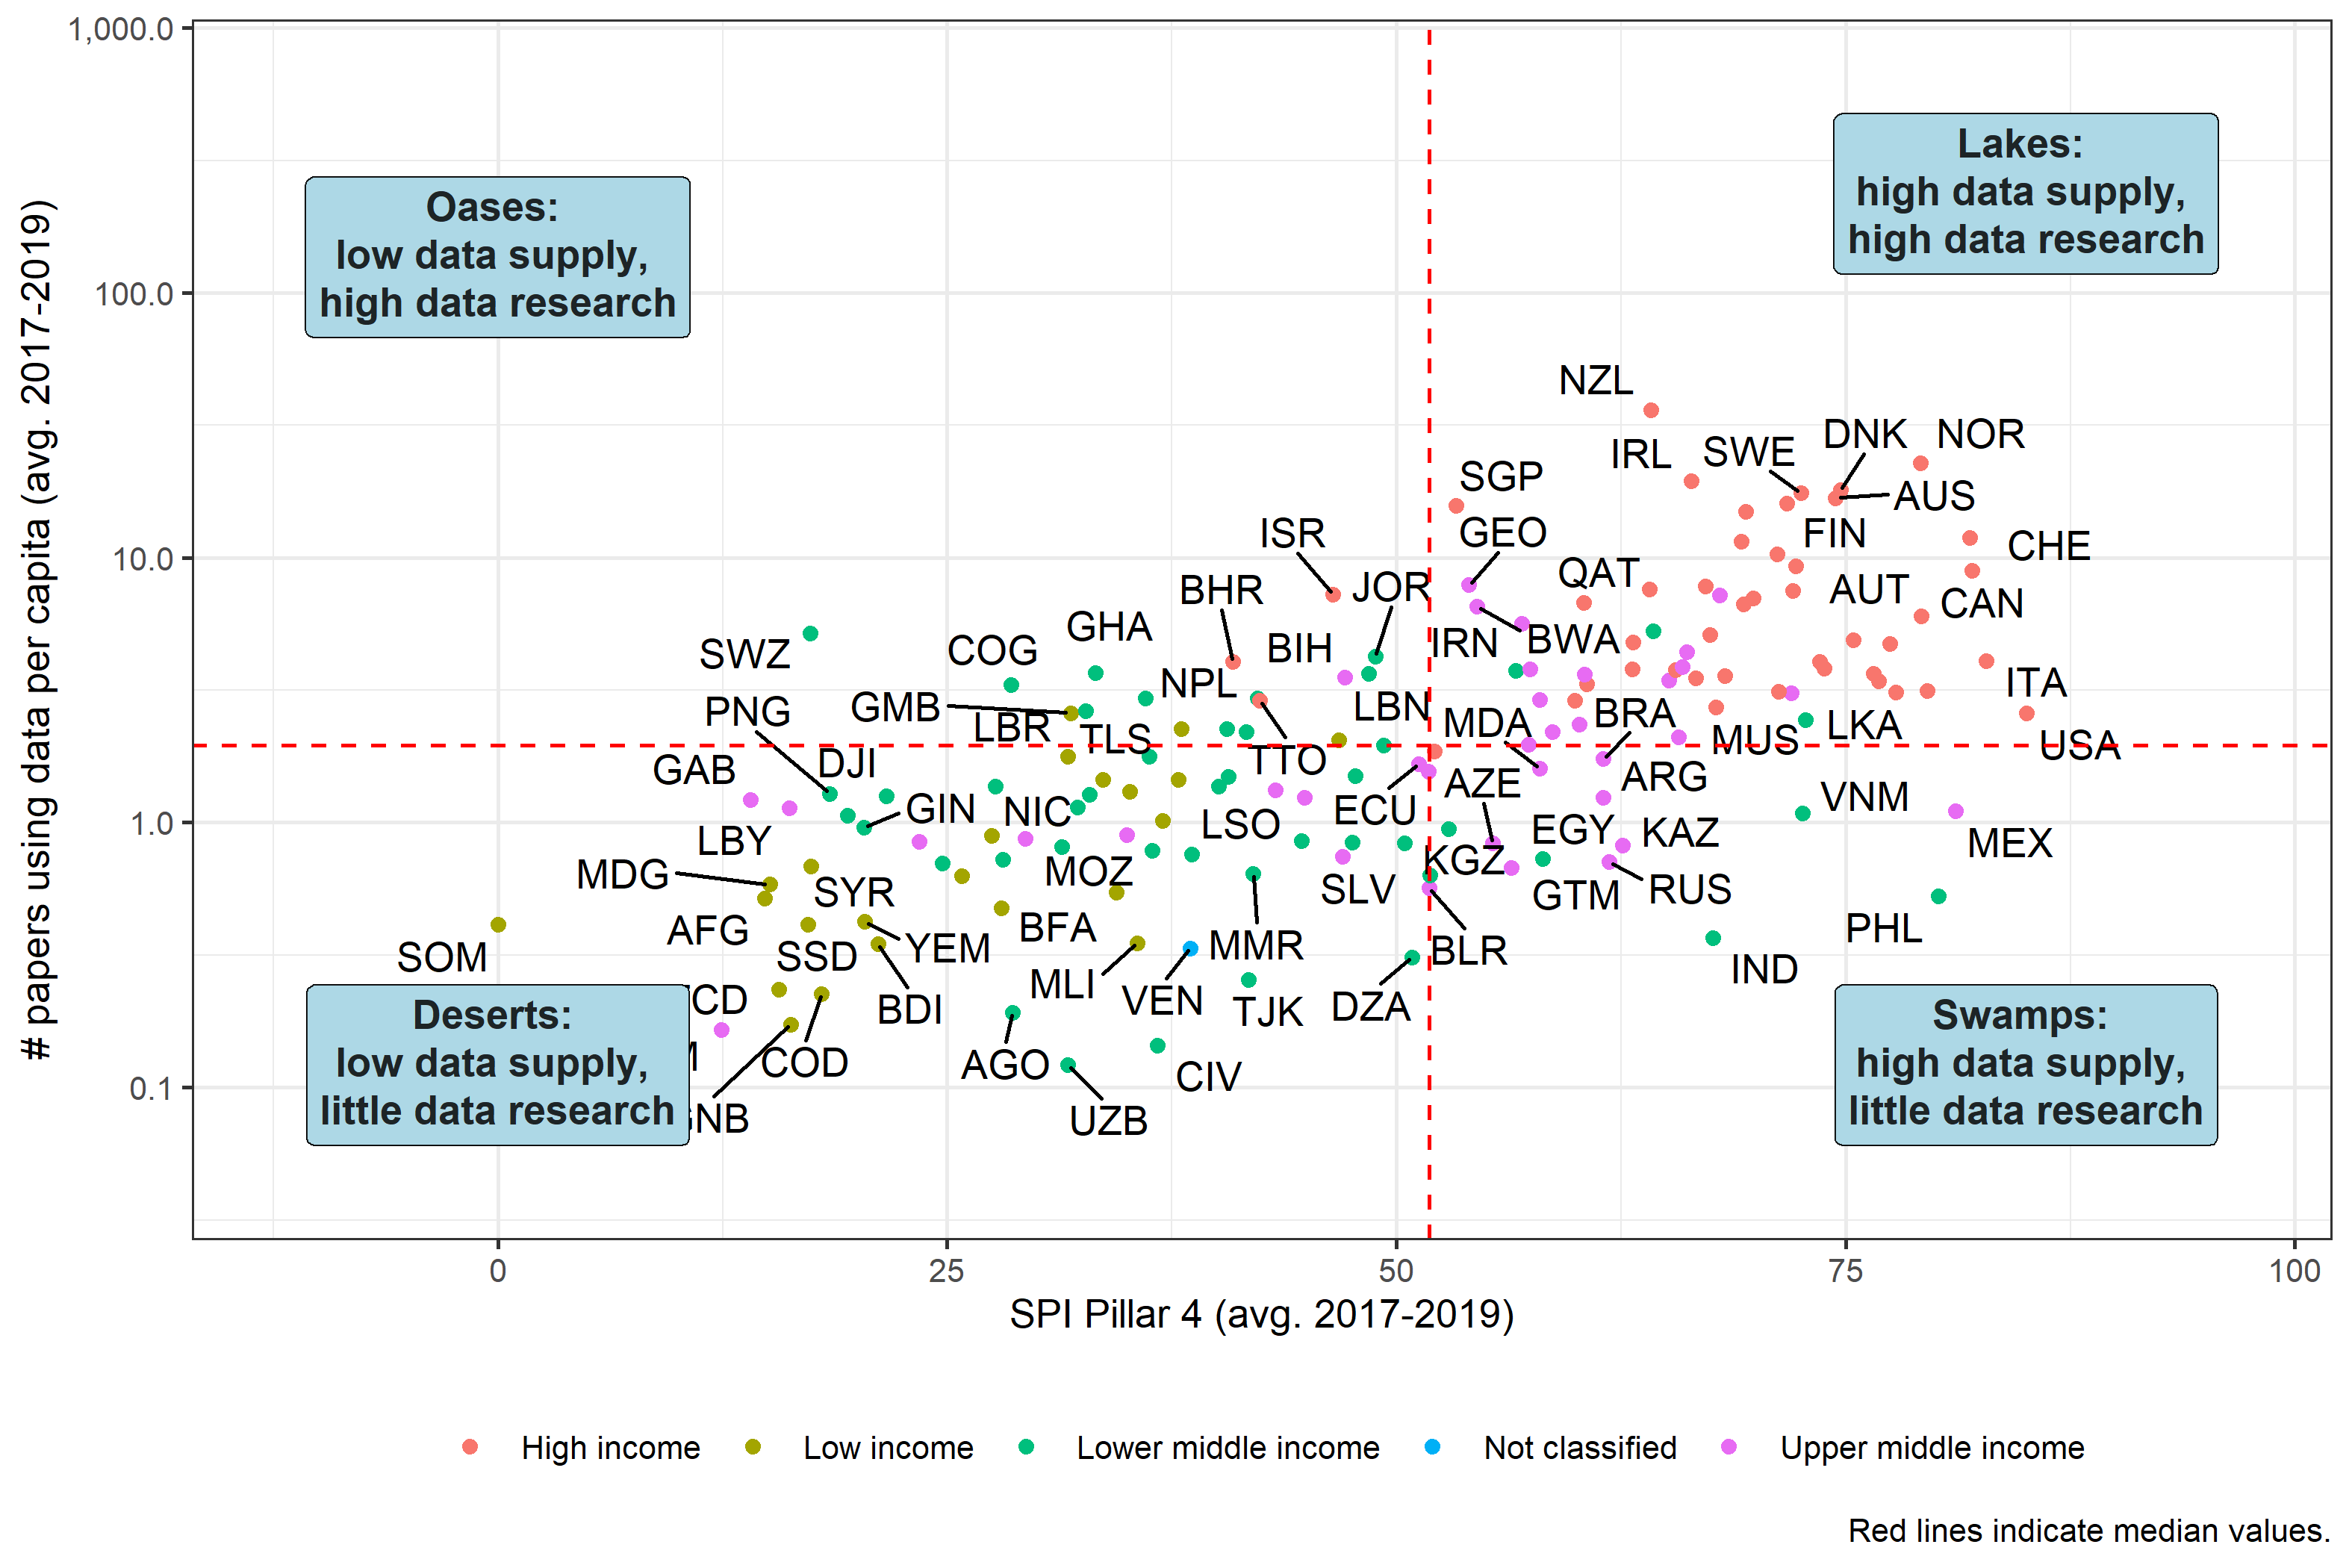 1,000.0
100.0
10.0
1.0
0.1
# papers using data per capita (avg. 2017-2019)
Oases:
low data supply,
high data research
Lakes:
high data supply,
high data research
NZL
IRL
SWE
DNK
NOR
SGP
AUS
ISR
GEO
FIN
CHE
BHR
JOR
QAT
AUT
CAN
SWZ
COG
GHA
BIH
IRN
BWA
PNG
GMB
NPL
LBN
ITA
LBR
TLS
MDA
BRA
MUS
LKA
USA
GAB
DJI
TTO
AZE
ARG
LBY
GIN
NIC
LSO
ECU
EGY
KAZ
VNM
MEX
MDG
SYR
MOZ
SLV
KGZ
GTM
RUS
SOM
AFG
SSD
YEM
BFA
MMR
BLR
PHL
CD
BDI
MLI
VEN
TJK
DZA
IND
COD
AGO
CIV
NB
UZB
Deserts:
low data supply,
little data research
Swamps:
high data supply,
little data research
0
25
50
75
100
SPI Pillar 4 (avg. 2017-2019)
High income
Low income
Lower middle income
Not classified
Upper middle income
Red lines indicate median values.